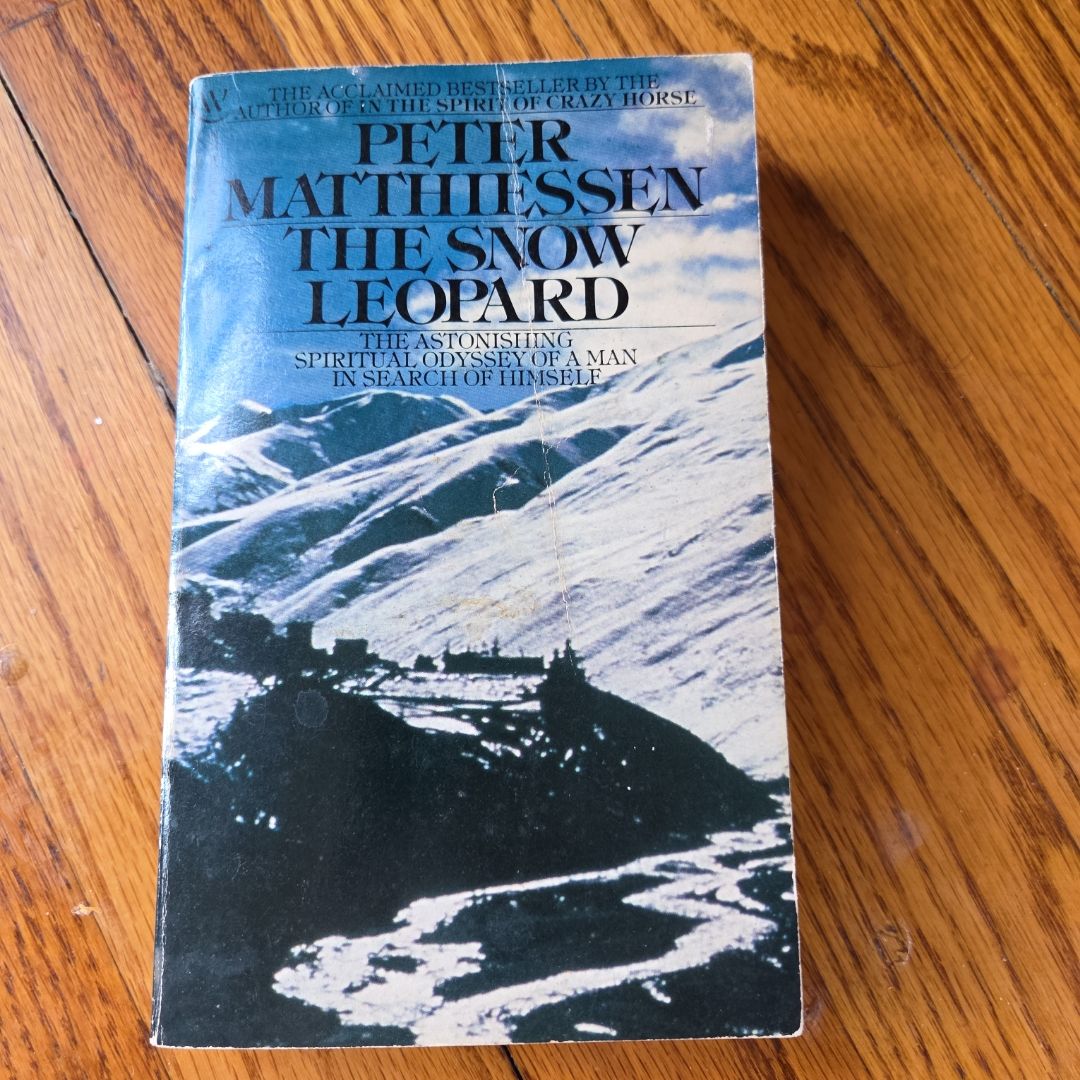 THE ACCLAIMED BESTSELLER BY THE
AUTHOR OF IN THE SPIRIT OF CRAZY HORSE
PETER
MATTHIESSEN
THE SNOW
LEOPARD
THE ASTONISHING
SPIRITUAL ODYSSEY OF A MAN
IN SEARCH OF HIMSELF